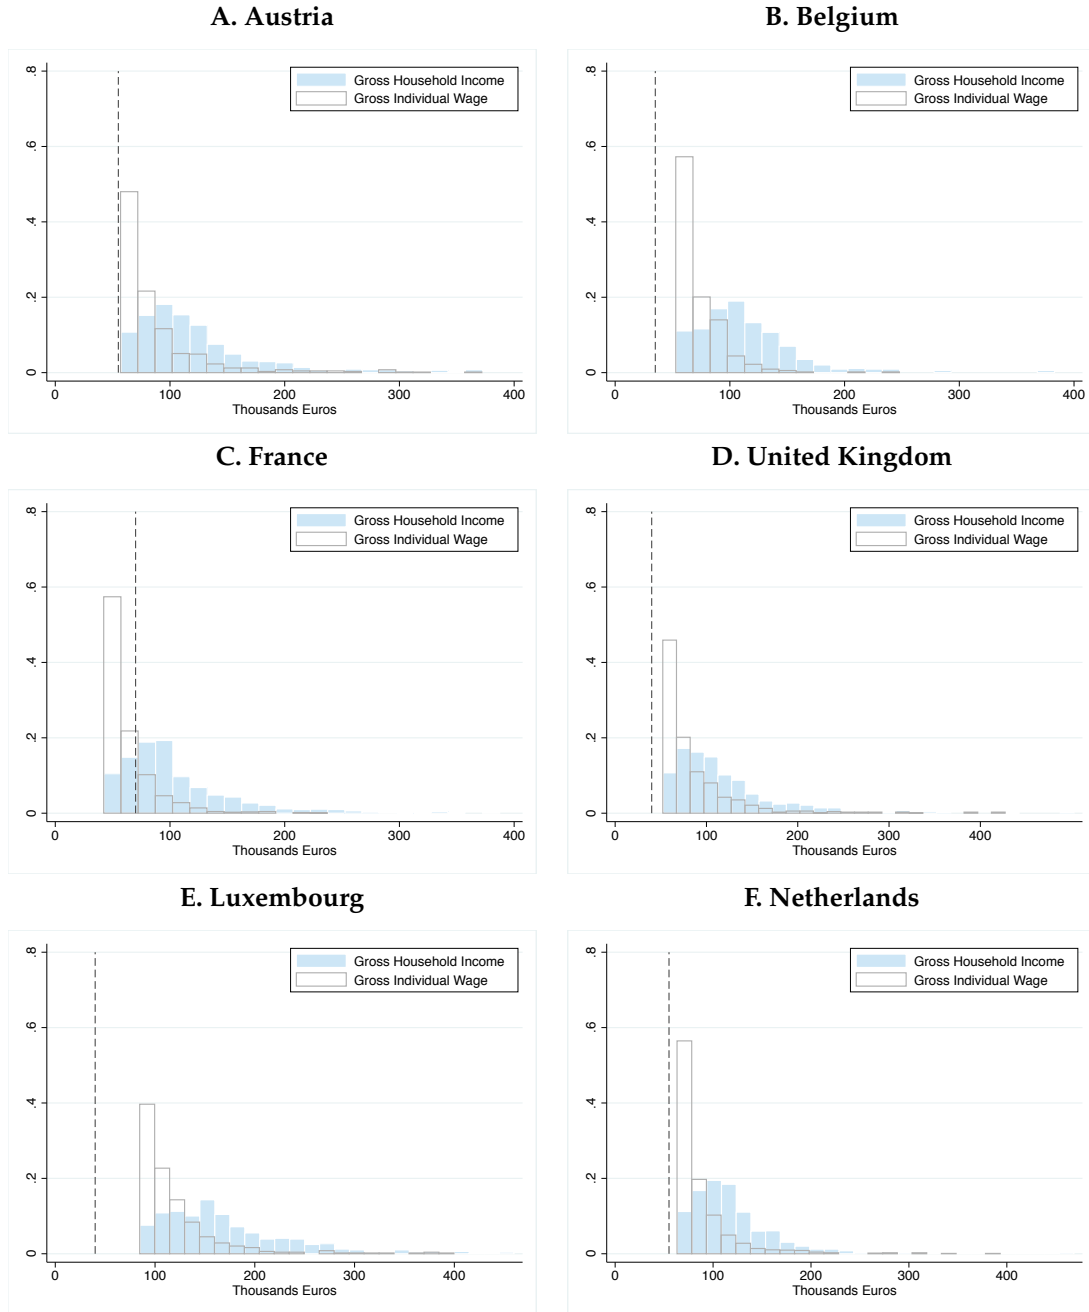 A. Austria
.8
.6
.4
.2
0
0 100 200 300 400
Thousands Euros
Gross Household Income
Gross Individual Wage
B. Belgium
.8
.6
.4
.2
0
0 100 200 300 400
Thousands Euros
Gross Household Income
Gross Individual Wage
C. France
.8
.6
.4
.2
0
0 100 200 300 400
Thousands Euros
Gross Household Income
Gross Individual Wage
D. United Kingdom
.8
.6
.4
.2
0
0 100 200 300 400
Thousands Euros
Gross Household Income
Gross Individual Wage
E. Luxembourg
.8
.6
.4
.2
0
0 100 200 300 400
Thousands Euros
Gross Household Income
Gross Individual Wage
F. Netherlands
.8
.6
.4
.2
0
0 100 200 300 400
Thousands Euros
Gross Household Income
Gross Individual Wage